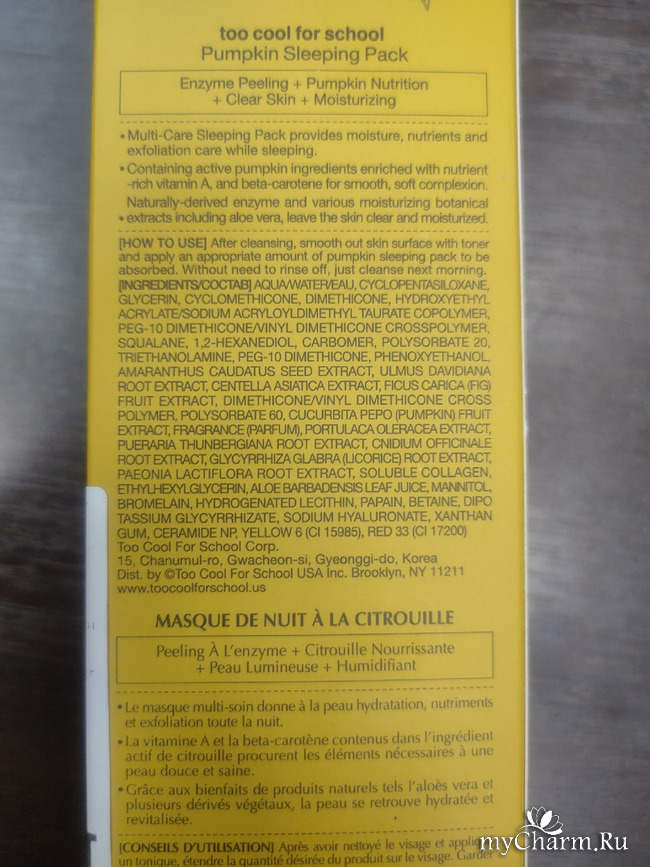 too cool for school
Pumpkin Sleeping Pack
Enzyme Peeling + Pumpkin Nutrition
+ Clear Skin + Moisturizing
• Multi-Care Sleeping Pack provides moisture, nutrients and
exfoliation care while sleeping.
• Containing active pumpkin ingredients enriched with nutrient
-rich vitamin A, and beta-carotene for smooth, soft complexion.
Naturally-derived enzyme and various moisturizing botanical
• extracts including aloe vera, leave the skin clear and moisturized.
[HOW TO USE] After cleansing, smooth out skin surface with toner
and apply an appropriate amount of pumpkin sleeping pack to be
absorbed. Without need to rinse off, just cleanse next morning.
[INGREDIENTS/COCTAB] AQUA/WATER/EAU, CYCLOPENTASILOXANE,
GLYCERIN, CYCLOMETHICONE, DIMETHICONE, HYDROXYETHYL
ACRYLATE/SODIUM ACRYLOYLDIMETHYL TAURATE COPOLYMER,
PEG-10 DIMETHICONE/VINYL DIMETHICONE CROSSPOLYMER,
SQUALANE, 1,2-HEXANEDIOL, CARBOMER, POLYSORBATE 20,
TRIETHANOLAMINE, PEG-10 DIMETHICONE, PHENOXYETHANOL,
AMARANTHUS CAUDATUS SEED EXTRACT, ULMUS DAVIDIANA
ROOT EXTRACT, CENTELLA ASIATICA EXTRACT, FICUS CARICA (FIG)
FRUIT EXTRACT, DIMETHICONE/VINYL DIMETHICONE CROSS
POLYMER, POLYSORBATE 60, CUCURBITA PEPO (PUMPKIN) FRUIT
EXTRACT, FRAGRANCE (PARFUM), PORTULACA OLERACEA EXTRACT,
PUERARIA THUNBERGIANA ROOT EXTRACT, CNIDIUM OFFICINALE
ROOT EXTRACT, GLYCYRRHIZA GLABRA (LICORICE) ROOT EXTRACT,
PAEONIA LACTIFLORA ROOT EXTRACT, SOLUBLE COLLAGEN,
ETHYLHEXYLGLYCERIN, ALOE BARBADENSIS LEAF JUICE, MANNITOL,
BROMELAIN, HYDROGENATED LECITHIN, PAPAIN, BETAINE, DIPO
TASSIUM GLYCYRRHIZATE, SODIUM HYALURONATE, XANTHAN
GUM, CERAMIDE NP, YELLOW 6 (CI 15985), RED 33 (CI 17200)
Too Cool For School Corp.
15, Chanumul-ro, Gwacheon-si, Gyeonggi-do, Korea
Dist. by ©Too Cool For School USA Inc. Brooklyn, NY 11211
www.toocoolforschool.us
MASQUE DE NUIT À LA CITROUILLE
Peeling À L'enzyme + Citrouille Nourrissante
+ Peau Lumineuse + Humidifiant
• Le masque multi-soin donne à la peau hydratation, nutriments
et exfoliation toute la nuit.
• La vitamine A et la beta-carotène contenus dans l'ingrédient
actif de citrouille procurent les éléments nécessaires à une
peau douce et saine.
• Grâce aux bienfaits de produits naturels tels l'aloès vera et
plusieurs dérivés végétaux, la peau se retrouve hydratée et
revitalisée.
[CONSEILS D'UTILISATION] Après avoir nettoyé le visage et
un tonique, étendre la quantité désirée du produit sur le visage. Garder
myCharm.Ru